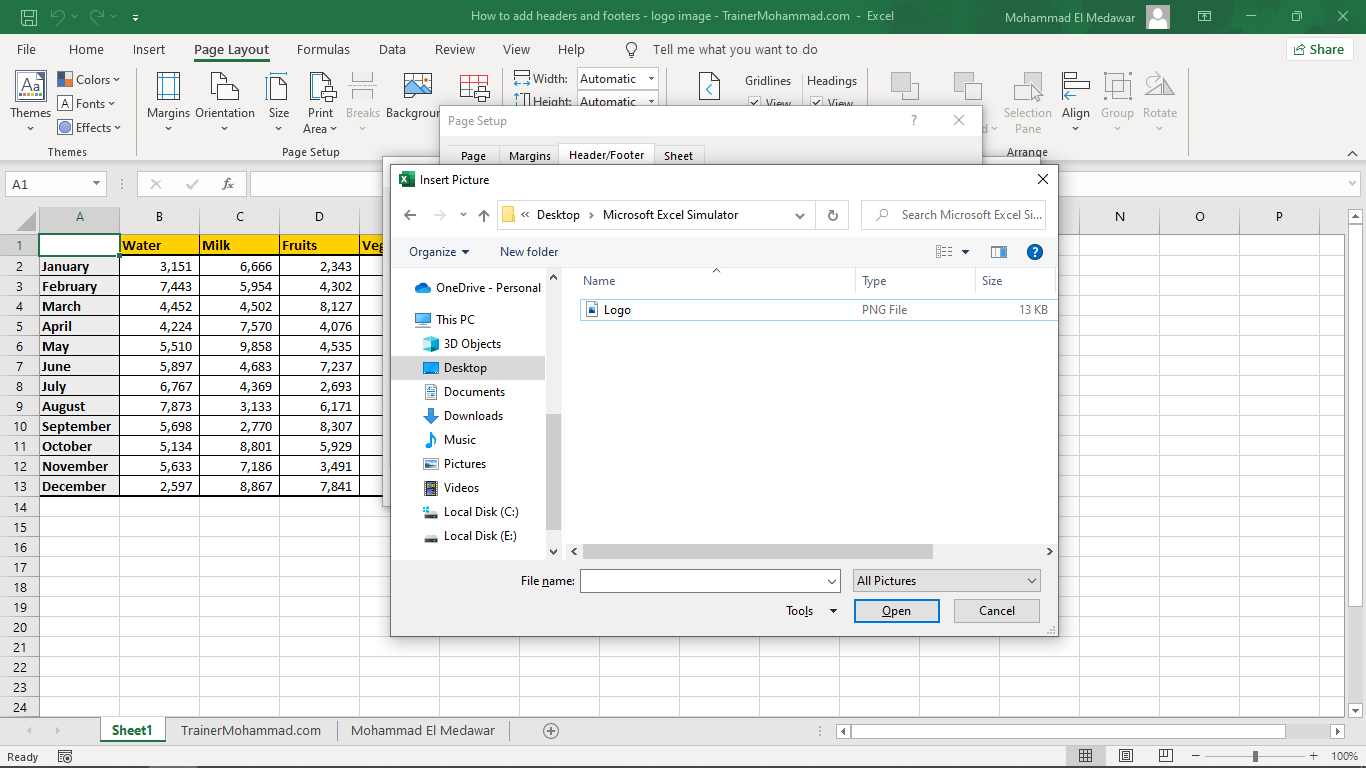 How to add headers and footers - logo image - TrainerMohammad.com - Excel
Mohammad El Medawar
File Home Insert Page Layout Formulas Data Review View Help Tell me what you want to do Share
Themes
Colors
Fonts
Effects
Themes
Margins Orientation Size Print Area Breaks
Page Setup
Width: Automatic
Height: Automatic
Gridlines
View
Headings
View
Selection Pane
Align Group Rotate
Arrange
Page Setup ?
Page Margins Header/Footer Sheet
A1 fx
Insert Picture
« Desktop › Microsoft Excel Simulator
Search Microsoft Excel Si...
Organize New folder ?
Name Type Size
Logo PNG File 13 KB
OneDrive - Personal
This PC
3D Objects
Desktop
Documents
Downloads
Music
Pictures
Videos
Local Disk (C:)
Local Disk (E:)
File name: All Pictures
Tools Open Cancel
A B C D N O P
1 Water Milk Fruits
2 January 3,151 6,666 2,343
3 February 7,443 5,954 4,302
4 March 4,452 4,502 8,127
5 April 4,224 7,570 4,076
6 May 5,510 9,858 4,535
7 June 5,897 4,683 7,237
8 July 6,767 4,369 2,693
9 August 7,873 3,133 6,171
10 September 5,698 2,770 8,307
11 October 5,134 8,801 5,929
12 November 5,633 7,186 3,491
13 December 2,597 8,867 7,841
14
15
16
17
18
19
20
21
22
23
24
Sheet1 TrainerMohammad.com Mohammad El Medawar
Ready 100%